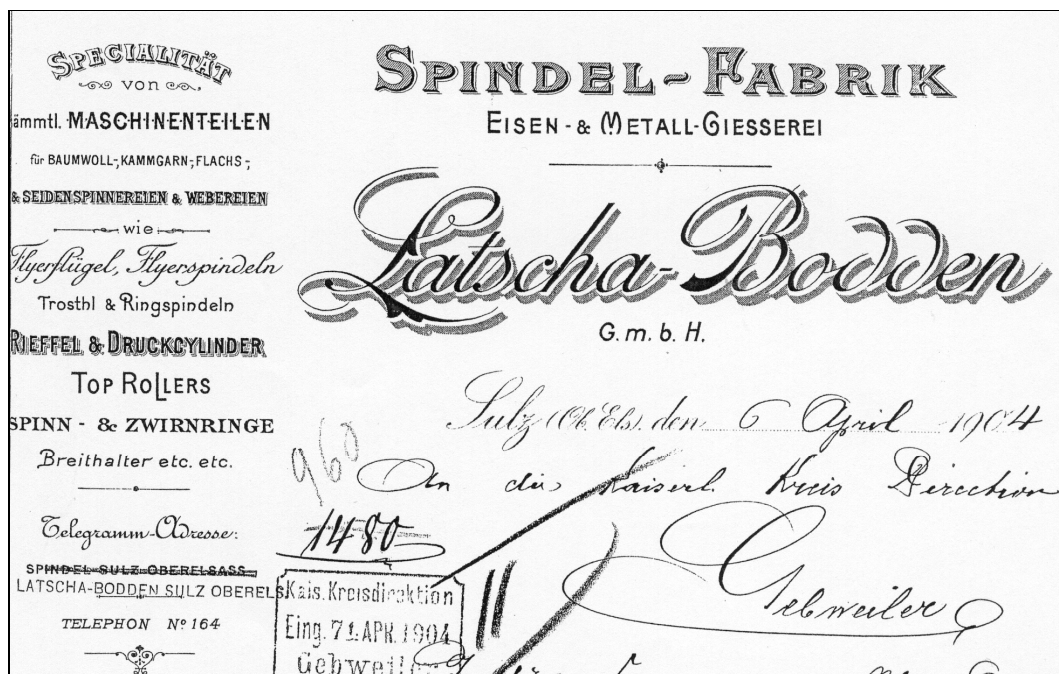 SPECIALITÄT
von
ämmtl. MASCHINENTEILEN
für BAUMWOLL-, KAMMGARN-, FLACHS-,
& SEIDENSPINNEREIEN & WEBEREIEN
wie
Flyerflügel, Flyerspindeln
Trosthl & Ringspindeln
RIEFFEL & DRUCKCYLINDER
TOP ROLLERS
SPINN- & ZWIRNRINGE
Breithalter etc. etc.
Telegramm-Adresse:
SPINDEL-SULZ-OBERELSASS
LATSCHA-BODDEN SULZ OBERELS
TELEPHON Nº 164
SPINDEL-FABRIK
EISEN- & METALL-GIESSEREI
Latscha-Bodden
G.m.b.H.
Sulz (Ob. Els), den 6 April 1904
960
An die Kaiserl. Kreis Direction
1480
Gebweiler
Kais. Kreisdirektion
Eing. 7 APR. 1904
Gebweiler